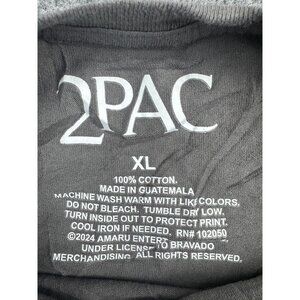 2PAC
XL
100% COTTON.
MADE IN GUATEMALA
MACHINE WASH WARM WITH LIKE COLORS.
DO NOT BLEACH. TUMBLE DRY LOW.
TURN INSIDE OUT TO PROTECT PRINT.
COOL IRON IF NEEDED. RN# 102050
©2024 AMARU
UNDER LICENSE TO BRAVADO
MERCHANDISING. ALL RIGHTS RESERVED.